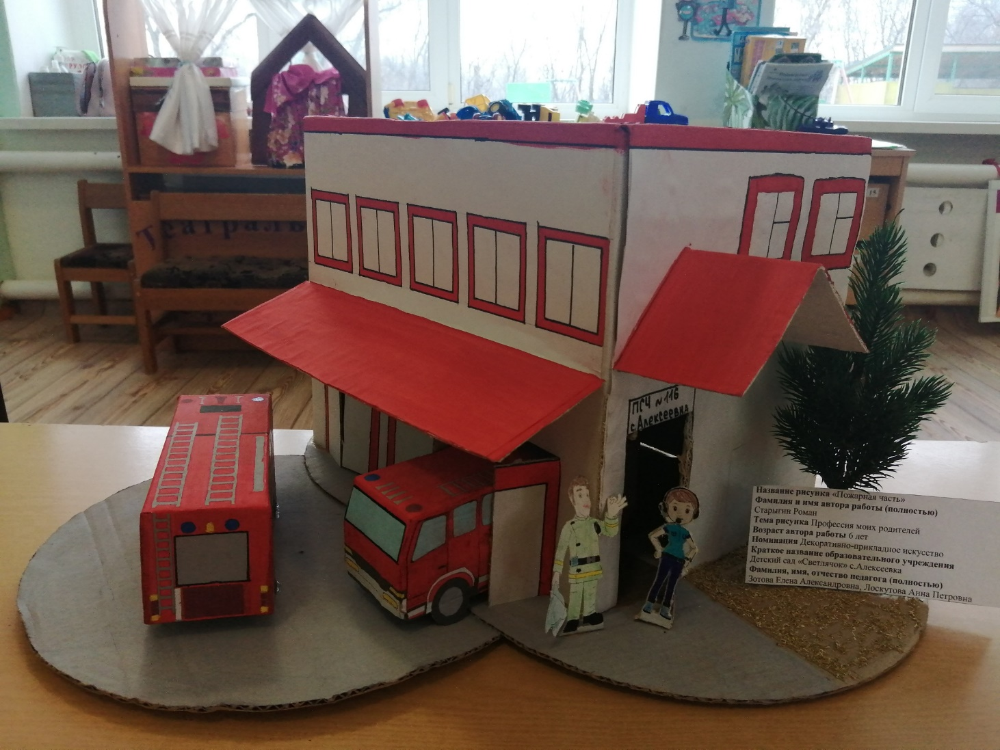 Театраль
ПСЧ №116
с.Алексеевка
Название рисунка «Пожарная часть»
Фамилия и имя автора работы (полностью)
Старыгин Роман
Тема рисунка Профессия моих родителей
Возраст автора работы 6 лет
Номинация Декоративно-прикладное искусство
Краткое название образовательного учреждения
Детский сад «Светлячок» с.Алексеевка
Фамилия, имя, отчество педагога (полностью)
Зотова Елена Александровна, Лоскутова Анна Петровна